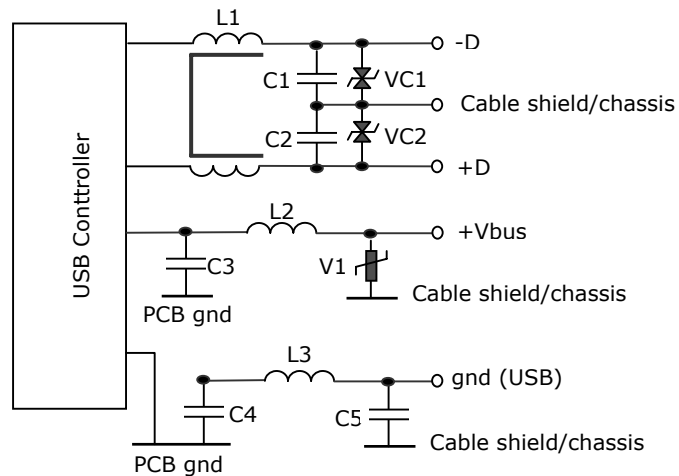 L1
-D
C1
VC1
Cable shield/chassis
C2
VC2
+D
USB Conttroller
L2
+Vbus
C3
V1
PCB gnd
Cable shield/chassis
L3
gnd (USB)
C4
C5
PCB gnd
Cable shield/chassis